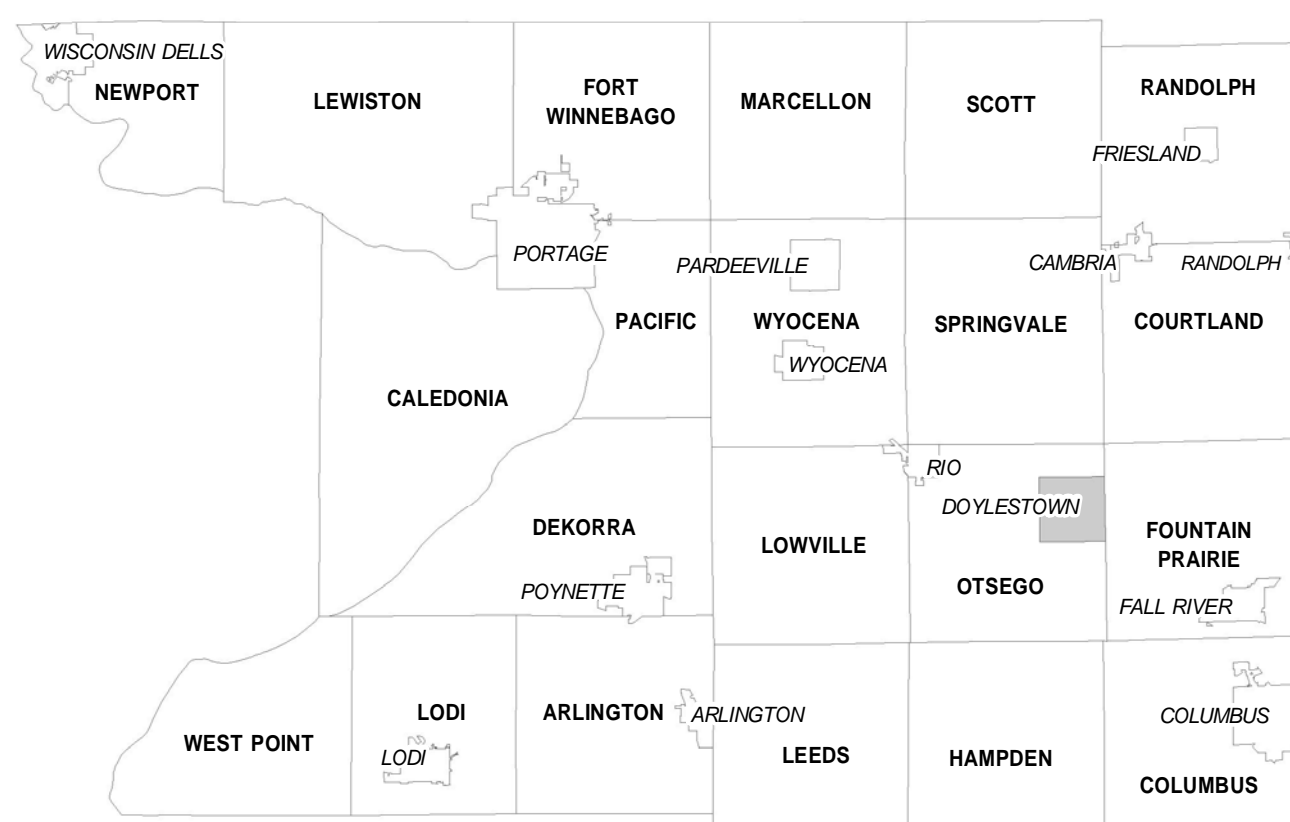 WISCONSIN DELLS
NEWPORT
LEWISTON
FORT
WINNEBAGO
MARCELLON
SCOTT
RANDOLPH
FRIESLAND
PORTAGE
PARDEEVILLE
CAMBRIA
RANDOLPH
PACIFIC
WYOCENA
SPRINGVALE
COURTLAND
WYOCENA
CALEDONIA
RIO
DOYLESTOWN
DEKORRA
LOWVILLE
FOUNTAIN
PRAIRIE
POYNETTE
OTSEGO
FALL RIVER
LODI
ARLINGTON
ARLINGTON
COLUMBUS
WEST POINT
LODI
LEEDS
HAMPDEN
COLUMBUS